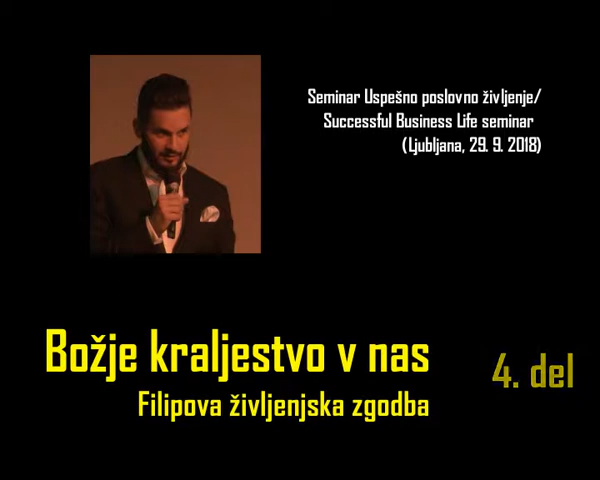 Seminar Uspešno poslovno življenje/
Successful Business Life seminar
(Ljubljana, 29. 9. 2018)
Božje kraljestvo v nas
Filipova življenjska zgodba
4. del